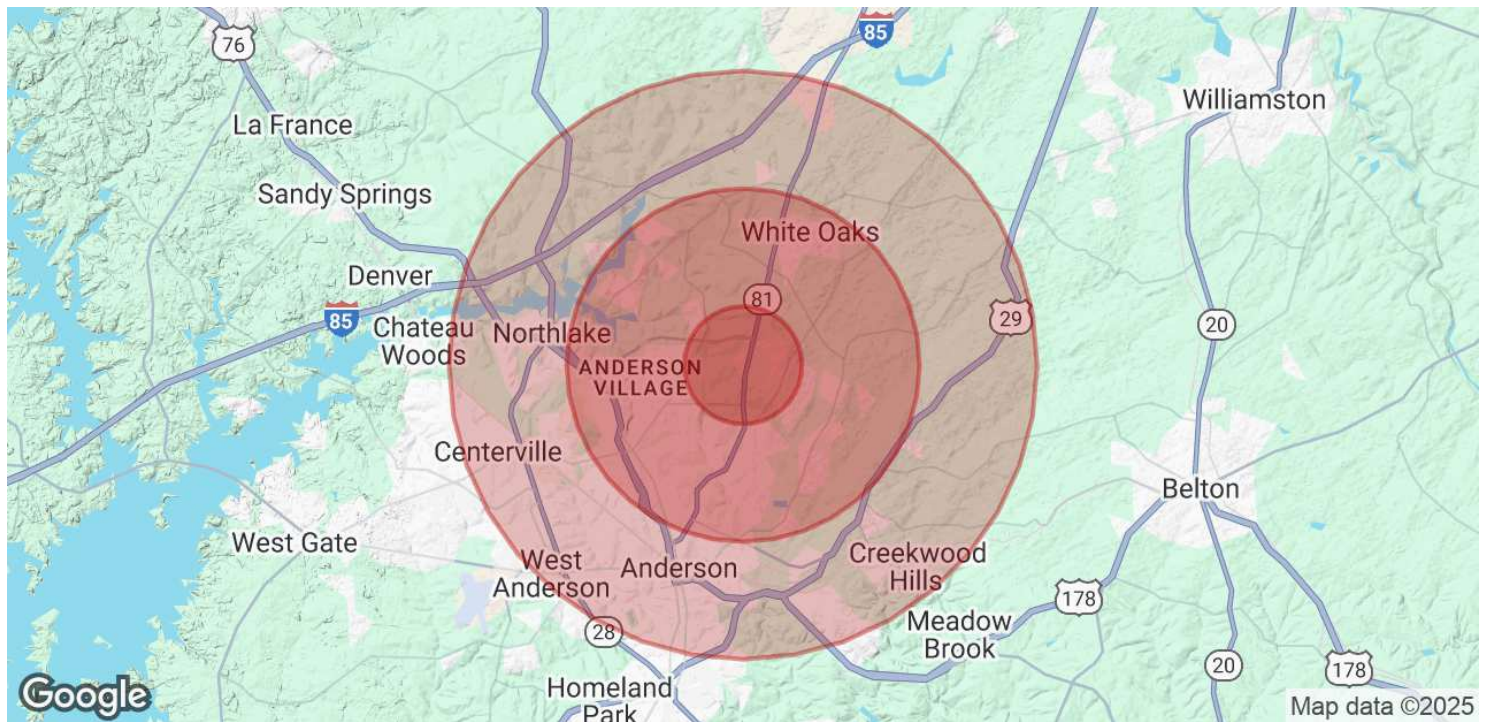 76
85
Williamston
La France
Sandy Springs
White Oaks
Denver
81
85
Chateau
Woods
Northlake
29
20
ANDERSON
VILLAGE
Centerville
Belton
West Gate
West
Anderson
Anderson
Creekwood
Hills
178
28
Meadow
Brook
20
178
Homeland
Park
Google
Map data ©2025